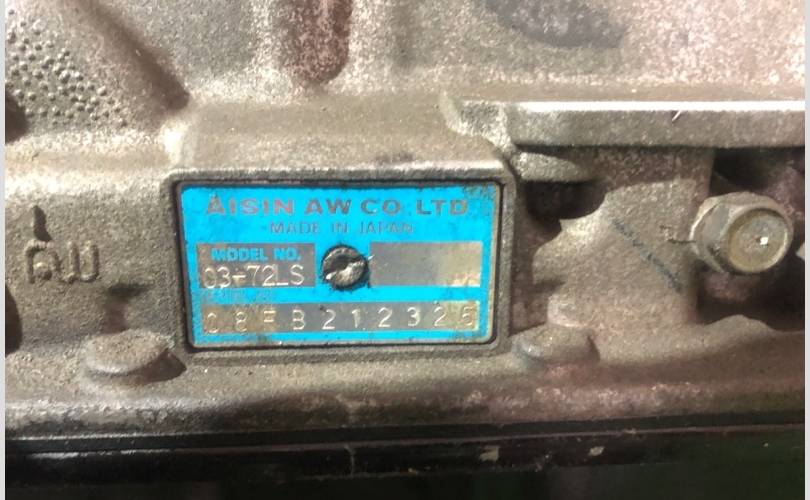 AW
AISIN AW CO.,LTD
MADE IN JAPAN
MODEL NO.
03-72LS
08FB212325